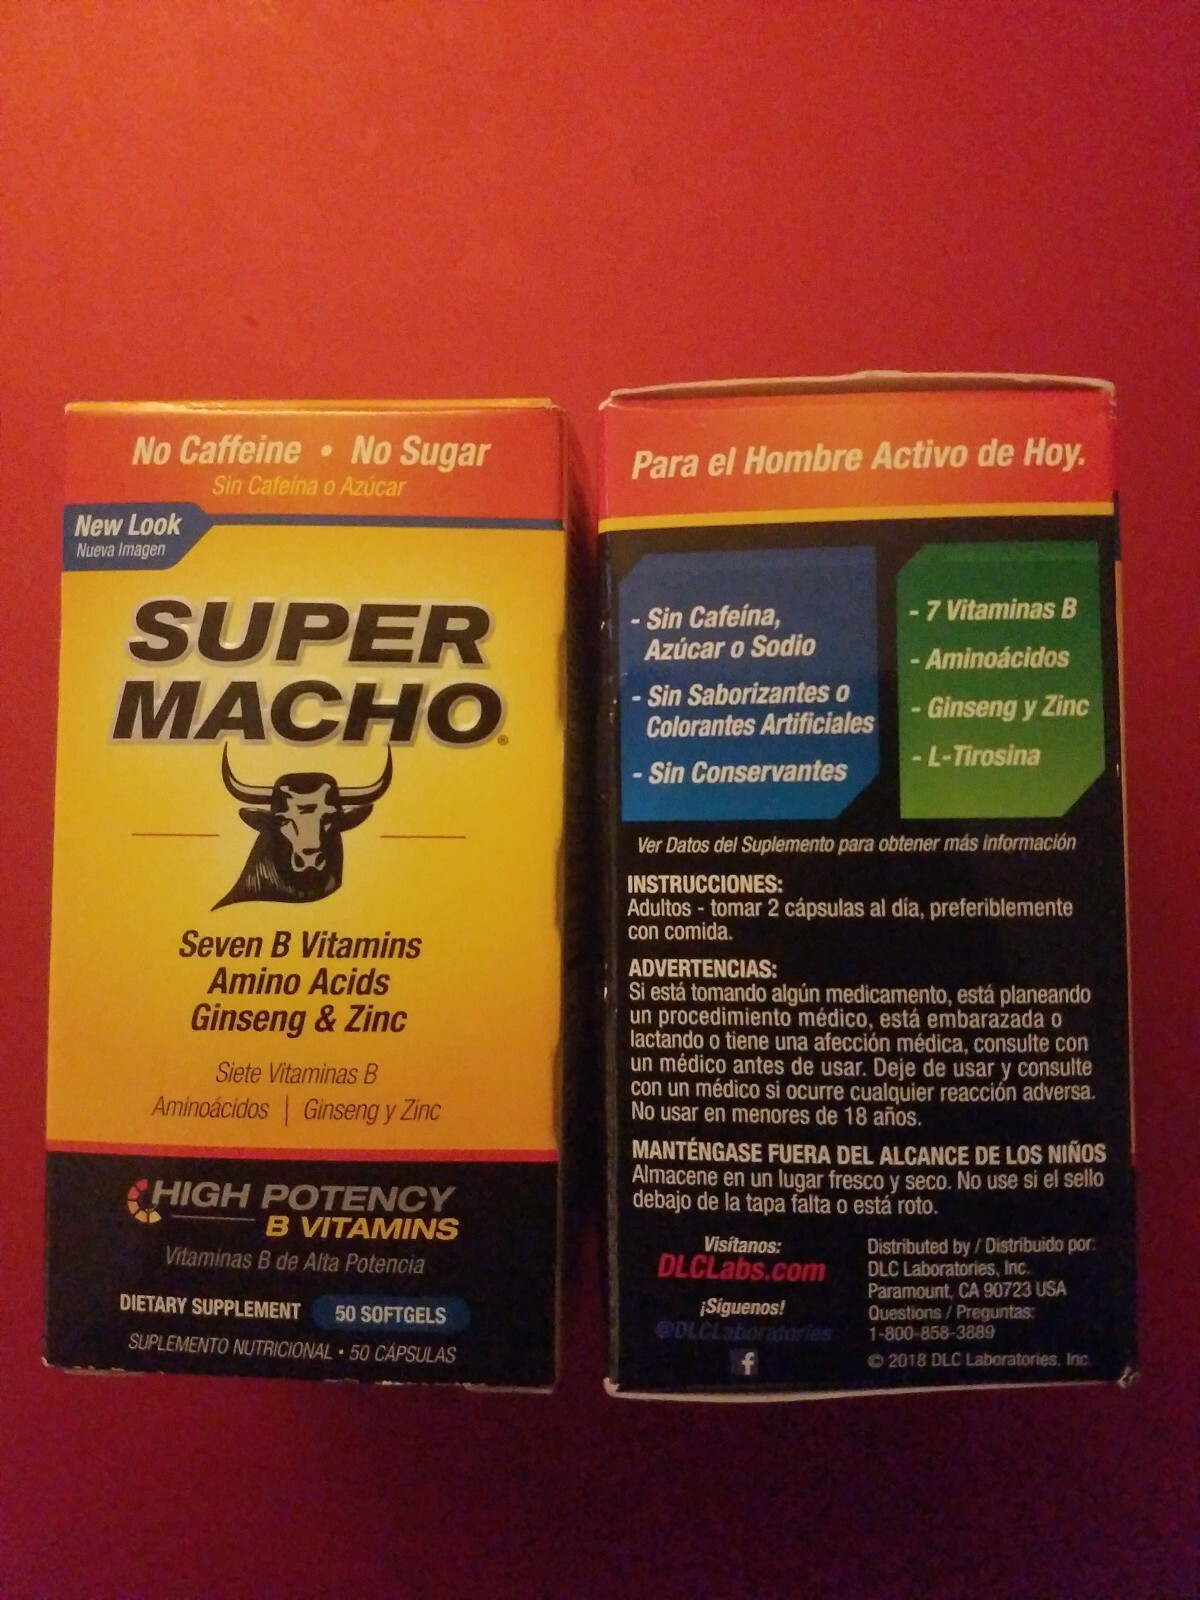 No Caffeine • No Sugar
Sin Cafeína o Azúcar
New Look
Nueva Imagen
SUPER
MACHO®
Seven B Vitamins
Amino Acids
Ginseng & Zinc
Siete Vitaminas B
Aminoácidos | Ginseng y Zinc
HIGH POTENCY
B VITAMINS
Vitaminas B de Alta Potencia
DIETARY SUPPLEMENT 50 SOFTGELS
SUPLEMENTO NUTRICIONAL • 50 CÁPSULAS
Para el Hombre Activo de Hoy.
- Sin Cafeína,
Azúcar o Sodio
- Sin Saborizantes o
Colorantes Artificiales
- Sin Conservantes
- 7 Vitaminas B
- Aminoácidos
- Ginseng y Zinc
- L-Tirosina
Ver Datos del Suplemento para obtener más información
INSTRUCCIONES:
Adultos - tomar 2 cápsulas al día, preferiblemente
con comida.
ADVERTENCIAS:
Si está tomando algún medicamento, está planeando
un procedimiento médico, está embarazada o
lactando o tiene una afección médica, consulte con
un médico antes de usar. Deje de usar y consulte
con un médico si ocurre cualquier reacción adversa.
No usar en menores de 18 años.
MANTÉNGASE FUERA DEL ALCANCE DE LOS NIÑOS
Almacene en un lugar fresco y seco. No use si el sello
debajo de la tapa falta o está roto.
Visítanos:
DLCLabs.com
¡Síguenos!
@DLCLaboratories
f
Distributed by / Distribuido por:
DLC Laboratories, Inc.
Paramount, CA 90723 USA
Questions / Preguntas:
1-800-858-3889
© 2018 DLC Laboratories, Inc.